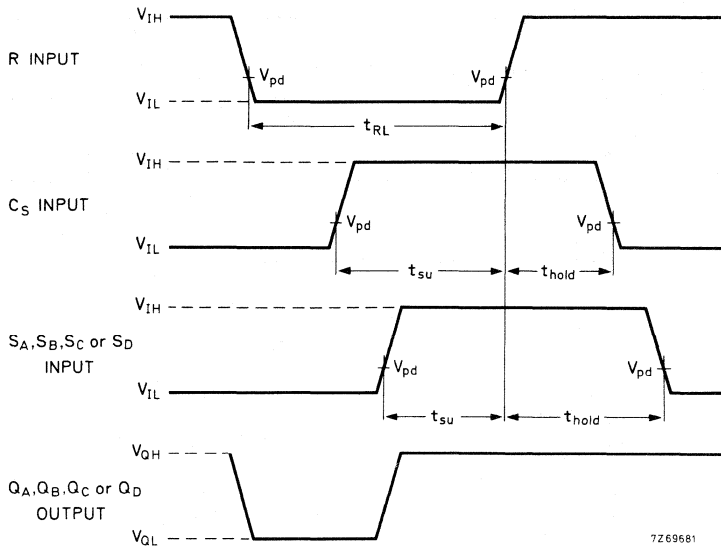 V_IH
R INPUT
V_pd V_pd
V_IL
t_RL
V_IH
C_S INPUT
V_pd V_pd
V_IL
t_su t_hold
V_IH
S_A, S_B, S_C or S_D
INPUT
V_pd V_pd
V_IL
t_su t_hold
V_QH
Q_A, Q_B, Q_C or Q_D
OUTPUT
V_QL
7Z69681